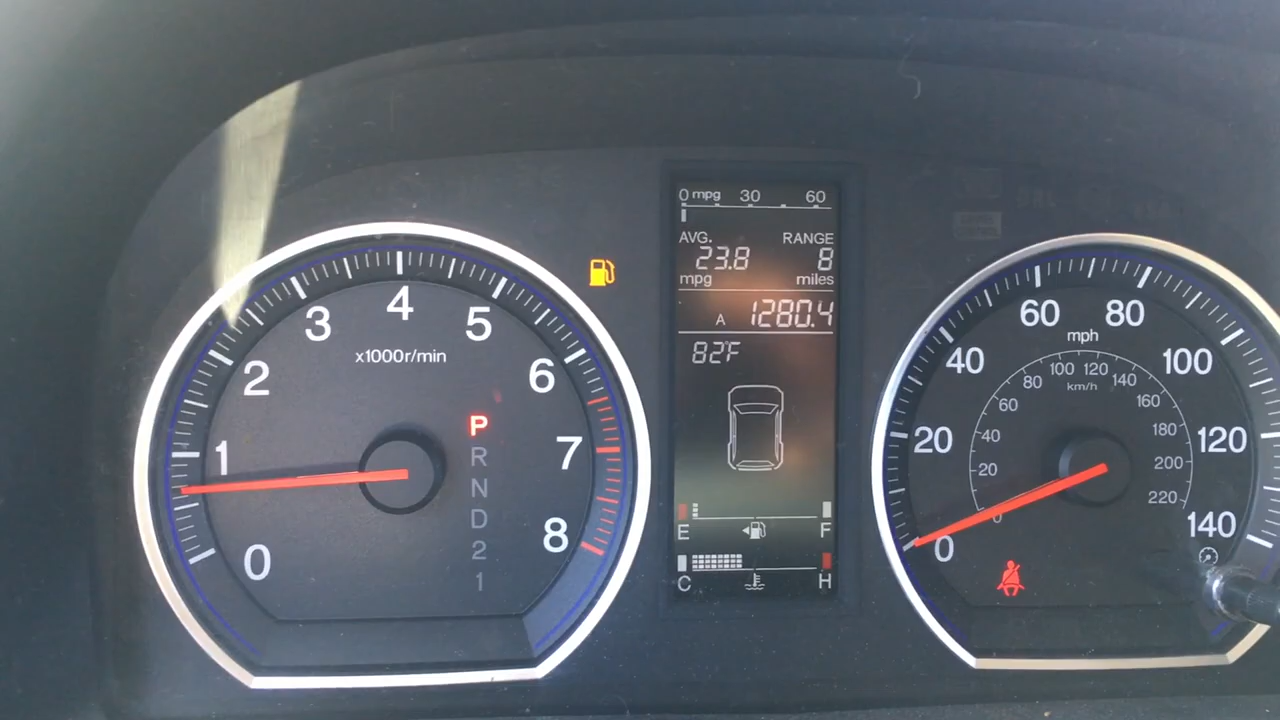 0 1 2 3 4 5 6 7 8
x1000r/min
P
R
N
D
2
1
0 mpg 30 60
AVG. RANGE
23.8 8
mpg miles
A 1280.4
82°F
E F
C H
0 20 40 60 80 100 120 140
mph
0 20 40 60 80 100 120 140 160 180 200 220
km/h